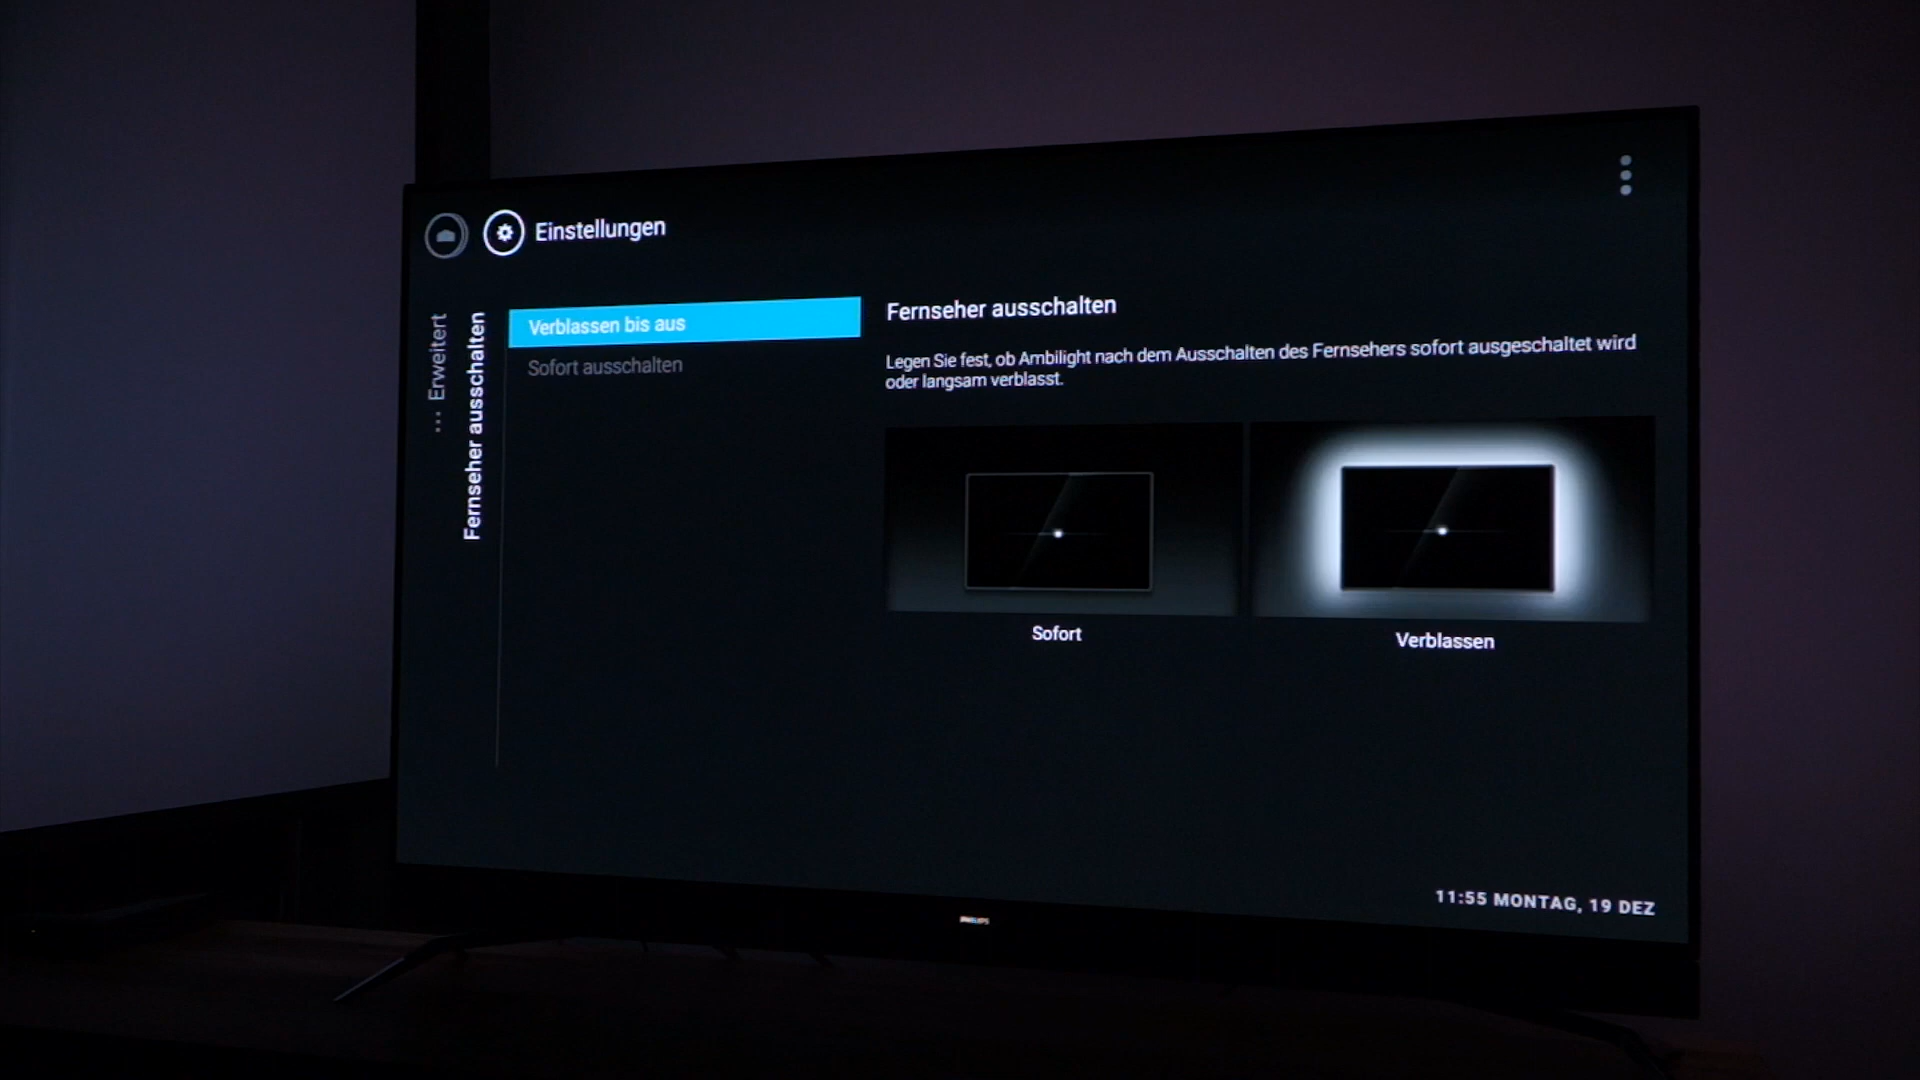 Einstellungen
... Erweitert
Fernseher ausschalten
Verblassen bis aus
Sofort ausschalten
Fernseher ausschalten
Legen Sie fest, ob Ambilight nach dem Ausschalten des Fernsehers sofort ausgeschaltet wird
oder langsam verblasst.
Sofort
Verblassen
11:55 MONTAG, 19 DEZ
PHILIPS